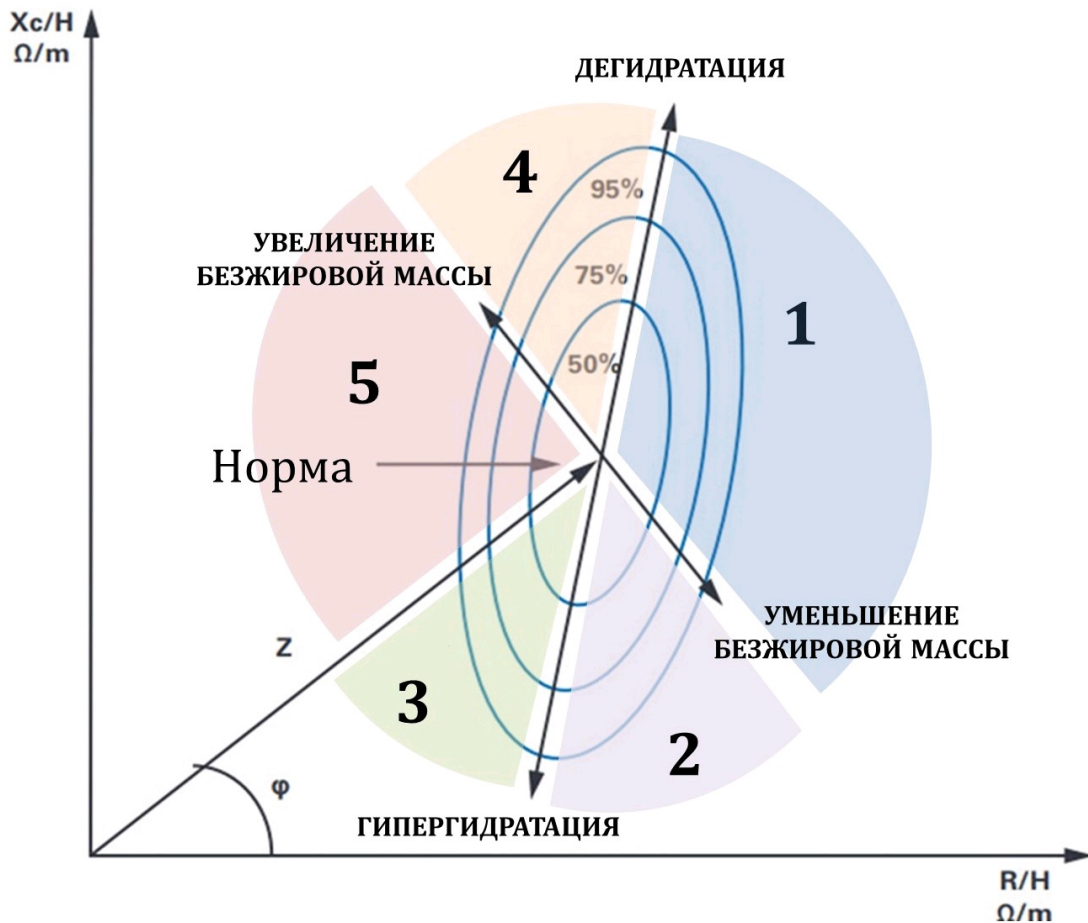 Xc/H
Ω/m
ДЕГИДРАТАЦИЯ
4
95%
УВЕЛИЧЕНИЕ
БЕЗЖИРОВОЙ МАССЫ
75%
1
50%
5
Норма
УМЕНЬШЕНИЕ
БЕЗЖИРОВОЙ МАССЫ
Z
3
2
φ
ГИПЕРГИДРАТАЦИЯ
R/H
Ω/m